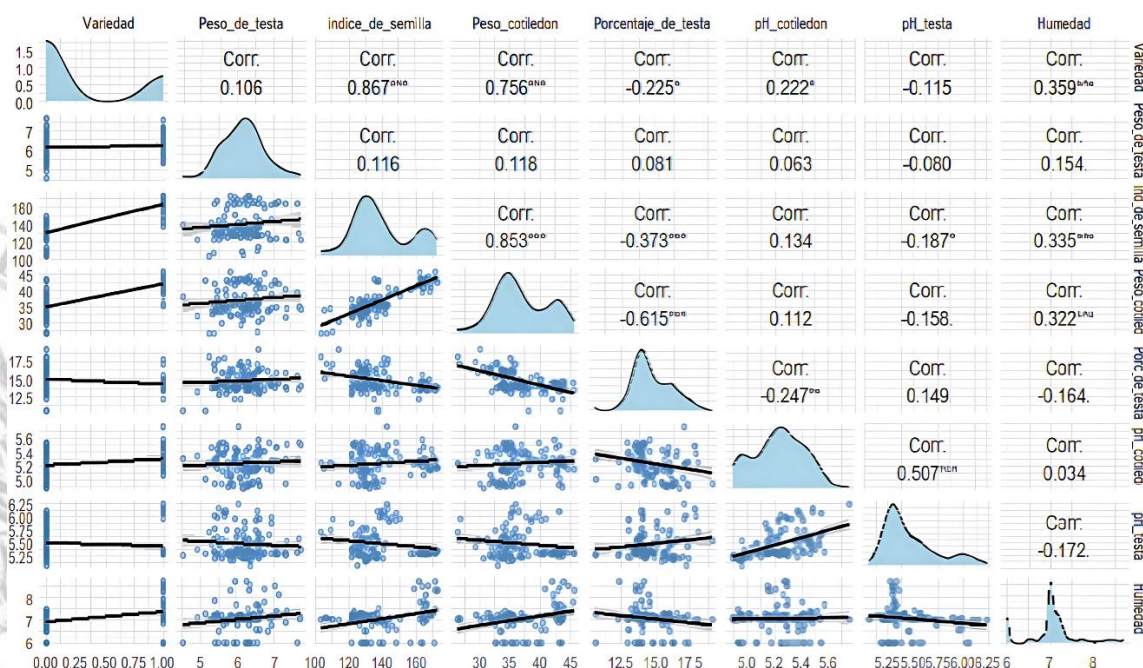 Variedad Peso_de_testa indice_de_semilla Peso_cotiledon Porcentaje_de_testa pH_cotiledon pH_testa Humedad
1.5
1.0
0.5
0.0
Corr. Corr. Corr. Corr. Corr. Corr. Corr.
0.106 0.867 0.756 -0.225 0.222 -0.115 0.359
Variedad
7
6
5
Corr. Corr. Corr. Corr. Corr. Corr.
0.116 0.118 0.081 0.063 -0.080 0.154.
Peso_de_testa
160
140
120
100
Corr. Corr. Corr. Corr. Corr.
0.853 -0.373 0.134 -0.187 0.335
45
40
35
30
Corr. Corr. Corr. Corr.
-0.615 0.112 -0.158. 0.322
17.5
15.0
12.5
Corr. Corr. Corr.
-0.247 0.149 -0.164.
5.6
5.4
5.2
5.0
Corr. Corr.
0.507 0.034
6.25
6.00
5.75
5.25
Carr.
-0.172.
pH_testa
8
7
6
Humedad
0.00 0.25 0.50 0.75 1.00 5 6 7 100 120 140 160 30 35 40 45 12.5 15.0 17.5 5.0 5.2 5.4 5.6 6 7 8